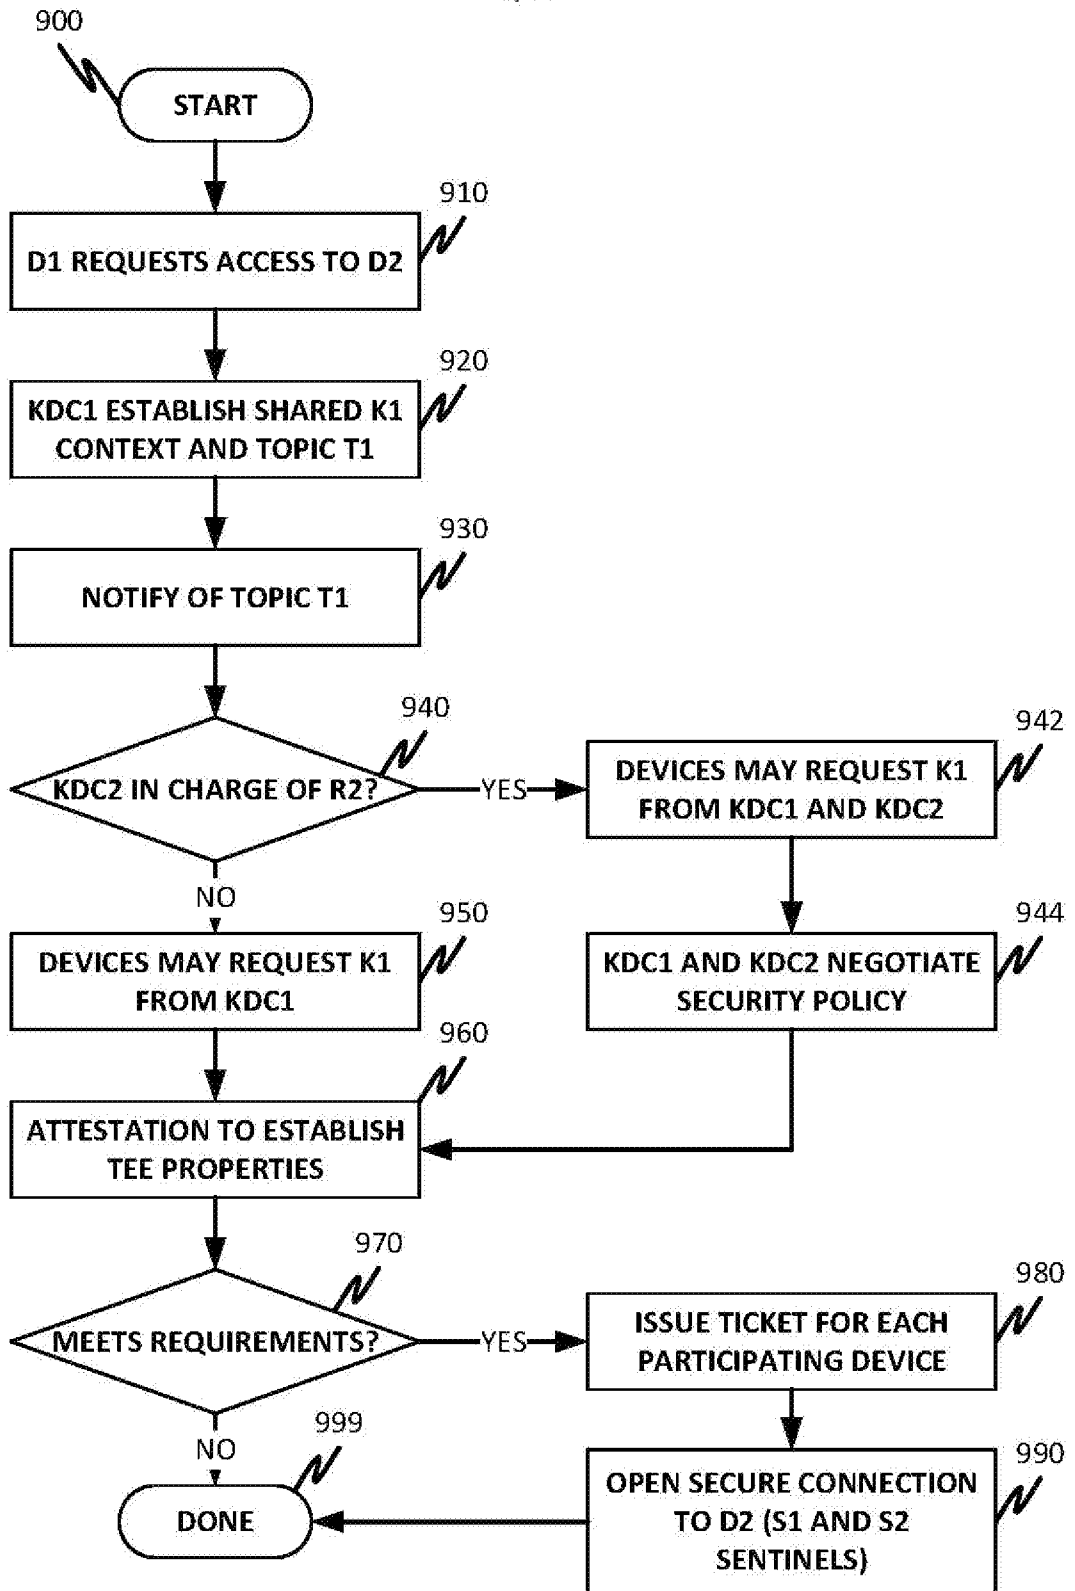 900
START
910
D1 REQUESTS ACCESS TO D2
920
KDC1 ESTABLISH SHARED K1
CONTEXT AND TOPIC T1
930
NOTIFY OF TOPIC T1
940
KDC2 IN CHARGE OF R2?
YES
942
DEVICES MAY REQUEST K1
FROM KDC1 AND KDC2
NO
950
DEVICES MAY REQUEST K1
FROM KDC1
944
KDC1 AND KDC2 NEGOTIATE
SECURITY POLICY
960
ATTESTATION TO ESTABLISH
TEE PROPERTIES
970
MEETS REQUIREMENTS?
YES
980
ISSUE TICKET FOR EACH
PARTICIPATING DEVICE
NO
999
DONE
990
OPEN SECURE CONNECTION
TO D2 (S1 AND S2
SENTINELS)